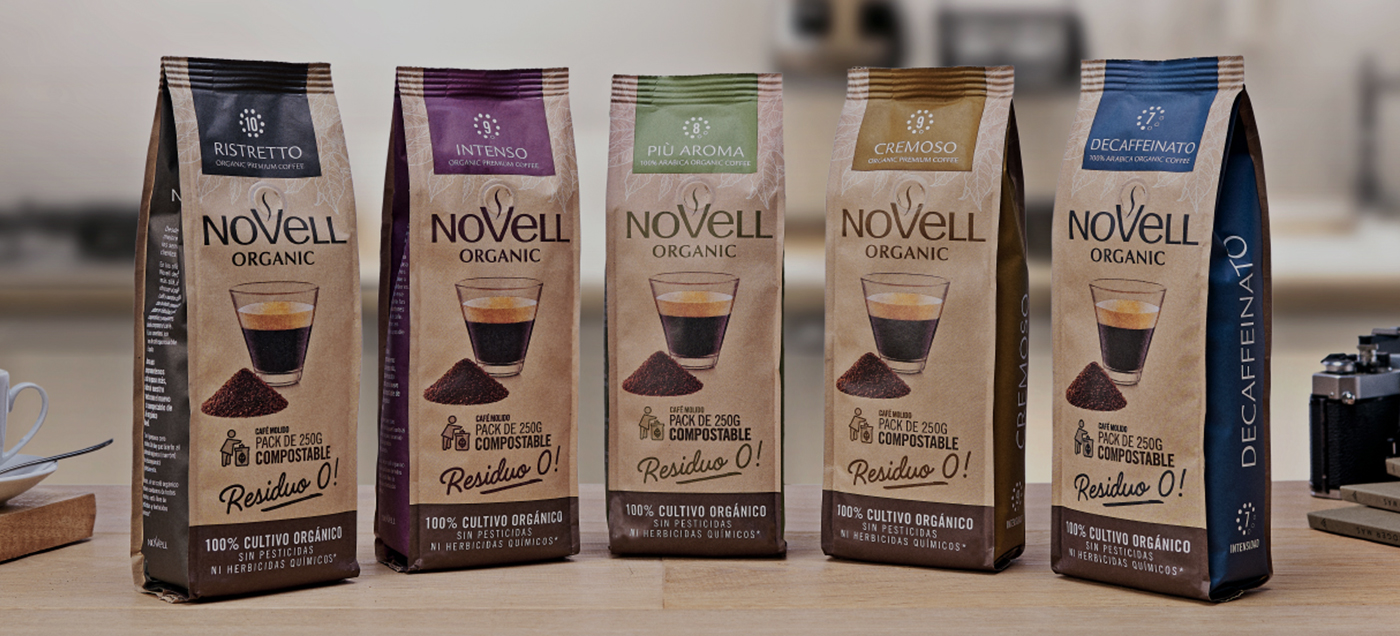 10
RISTRETTO
ORGANIC PREMIUM COFFEE
NOVELL
ORGANIC
CAFÉ MOLIDO
PACK DE 250G
COMPOSTABLE
Residuo 0!
100% CULTIVO ORGÁNICO
SIN PESTICIDAS
NI HERBICIDAS QUÍMICOS*
NOVELL
9
INTENSO
ORGANIC PREMIUM COFFEE
NOVELL
ORGANIC
CAFÉ MOLIDO
PACK DE 250G
COMPOSTABLE
Residuo 0!
100% CULTIVO ORGÁNICO
SIN PESTICIDAS
NI HERBICIDAS QUÍMICOS*
8
PIÙ AROMA
100% ARABICA ORGANIC COFFEE
NOVELL
ORGANIC
CAFÉ MOLIDO
PACK DE 250G
COMPOSTABLE
Residuo 0!
100% CULTIVO ORGÁNICO
SIN PESTICIDAS
NI HERBICIDAS QUÍMICOS*
9
CREMOSO
ORGANIC PREMIUM COFFEE
NOVELL
ORGANIC
CAFÉ MOLIDO
PACK DE 250G
COMPOSTABLE
Residuo 0!
100% CULTIVO ORGÁNICO
SIN PESTICIDAS
NI HERBICIDAS QUÍMICOS*
CREMOSO
7
DECAFFEINATO
100% ARABICA ORGANIC COFFEE
NOVELL
ORGANIC
CAFÉ MOLIDO
PACK DE 250G
COMPOSTABLE
Residuo 0!
100% CULTIVO ORGÁNICO
SIN PESTICIDAS
NI HERBICIDAS QUÍMICOS*
DECAFFEINATO
7
INTENSIDAD